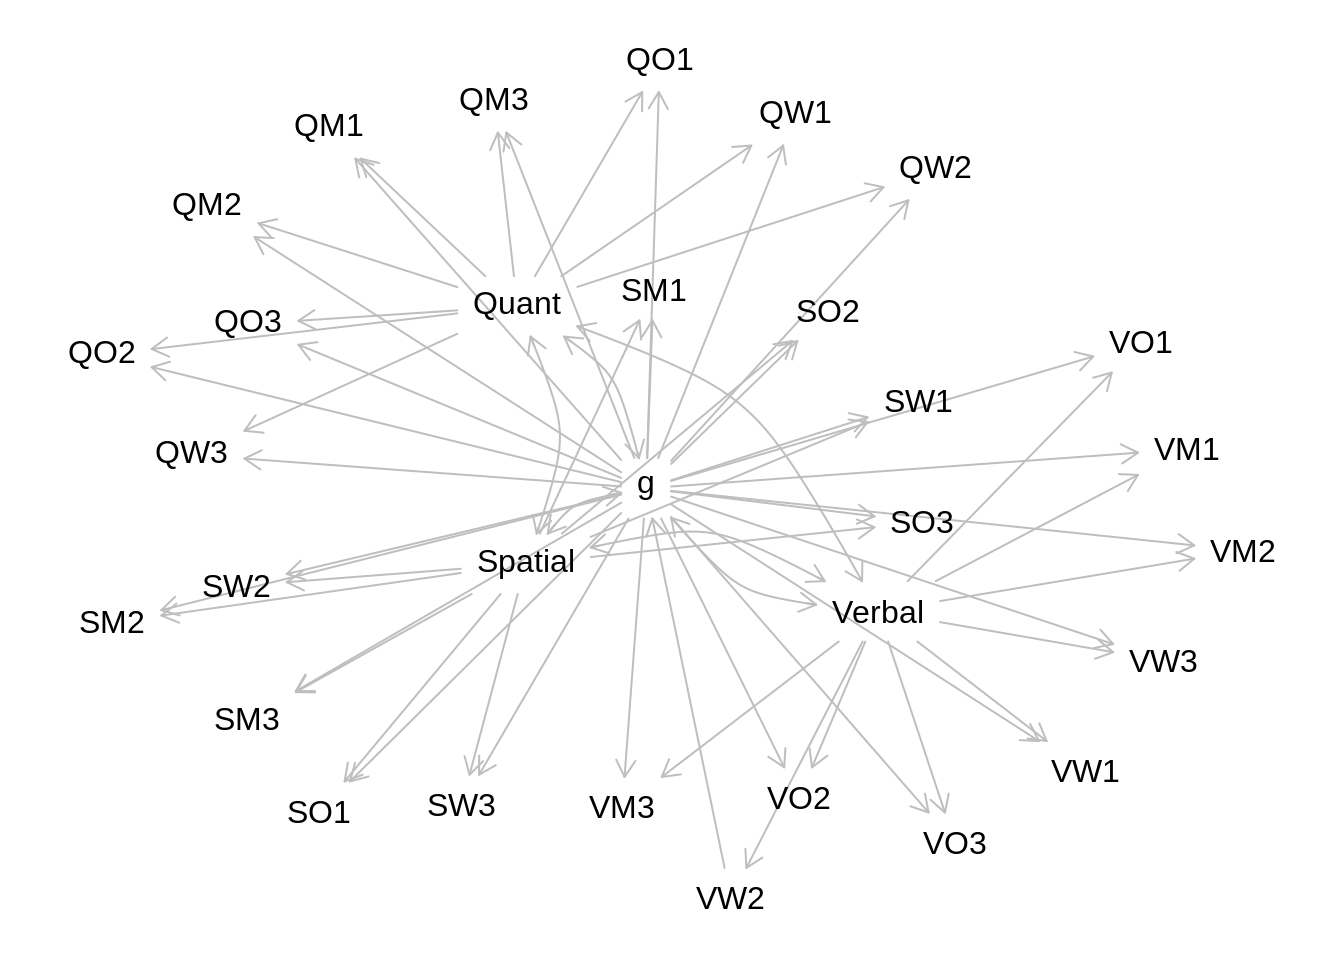 QO1
QM3
QW1
QM1
QW2
QM2
SM1
Quant
SO2
QO3
VO1
QO2
SW1
VM1
QW3
g
SO3
VM2
Spatial
SW2
Verbal
SM2
VW3
SM3
VW1
VO2
SW3
VM3
SO1
VO3
VW2